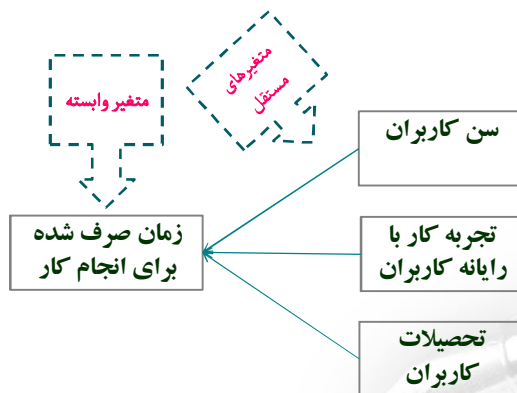 متغیرهای
مستقل
متغیر وابسته
سن کاربران
تجربه کار با
رایانه کاربران
تحصیلات
کاربران
زمان صرف شده
برای انجام کار